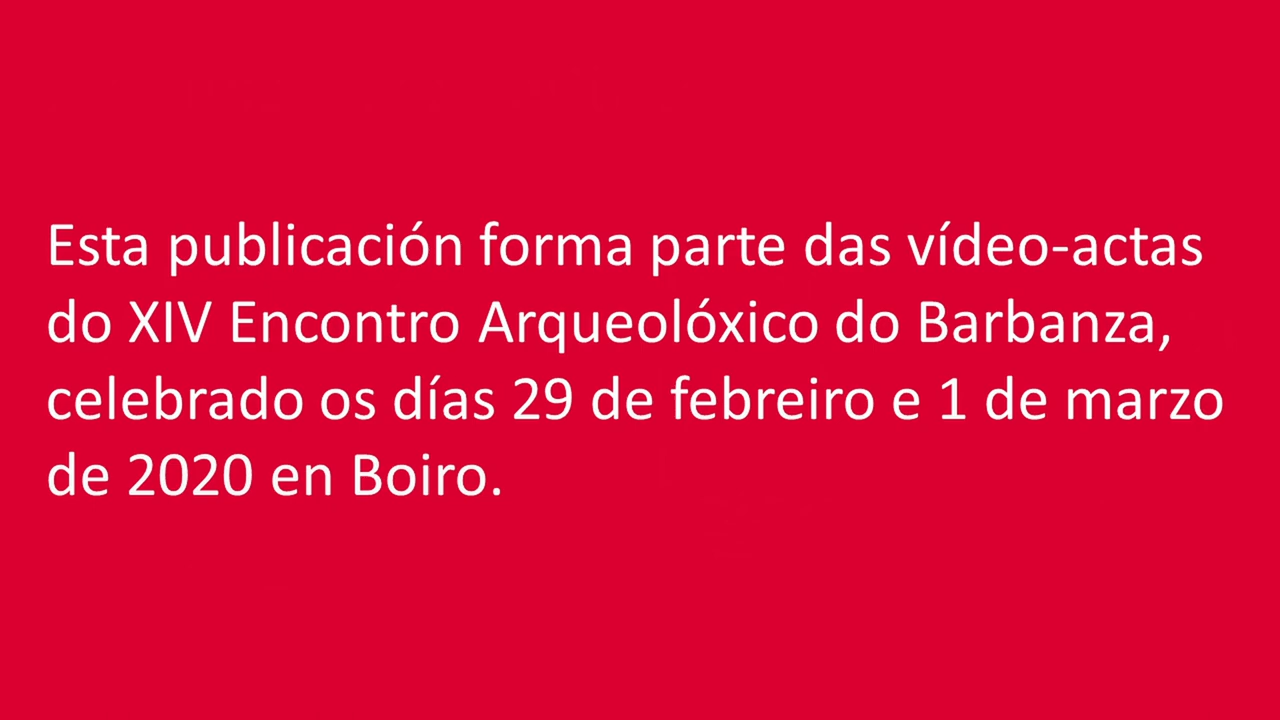 Esta publicación forma parte das vídeo-actas
do XIV Encontro Arqueolóxico do Barbanza,
celebrado os días 29 de febreiro e 1 de marzo
de 2020 en Boiro.